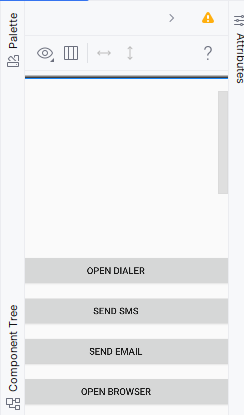 Palette
Attributes
?
OPEN DIALER
SEND SMS
SEND EMAIL
OPEN BROWSER
Component Tree